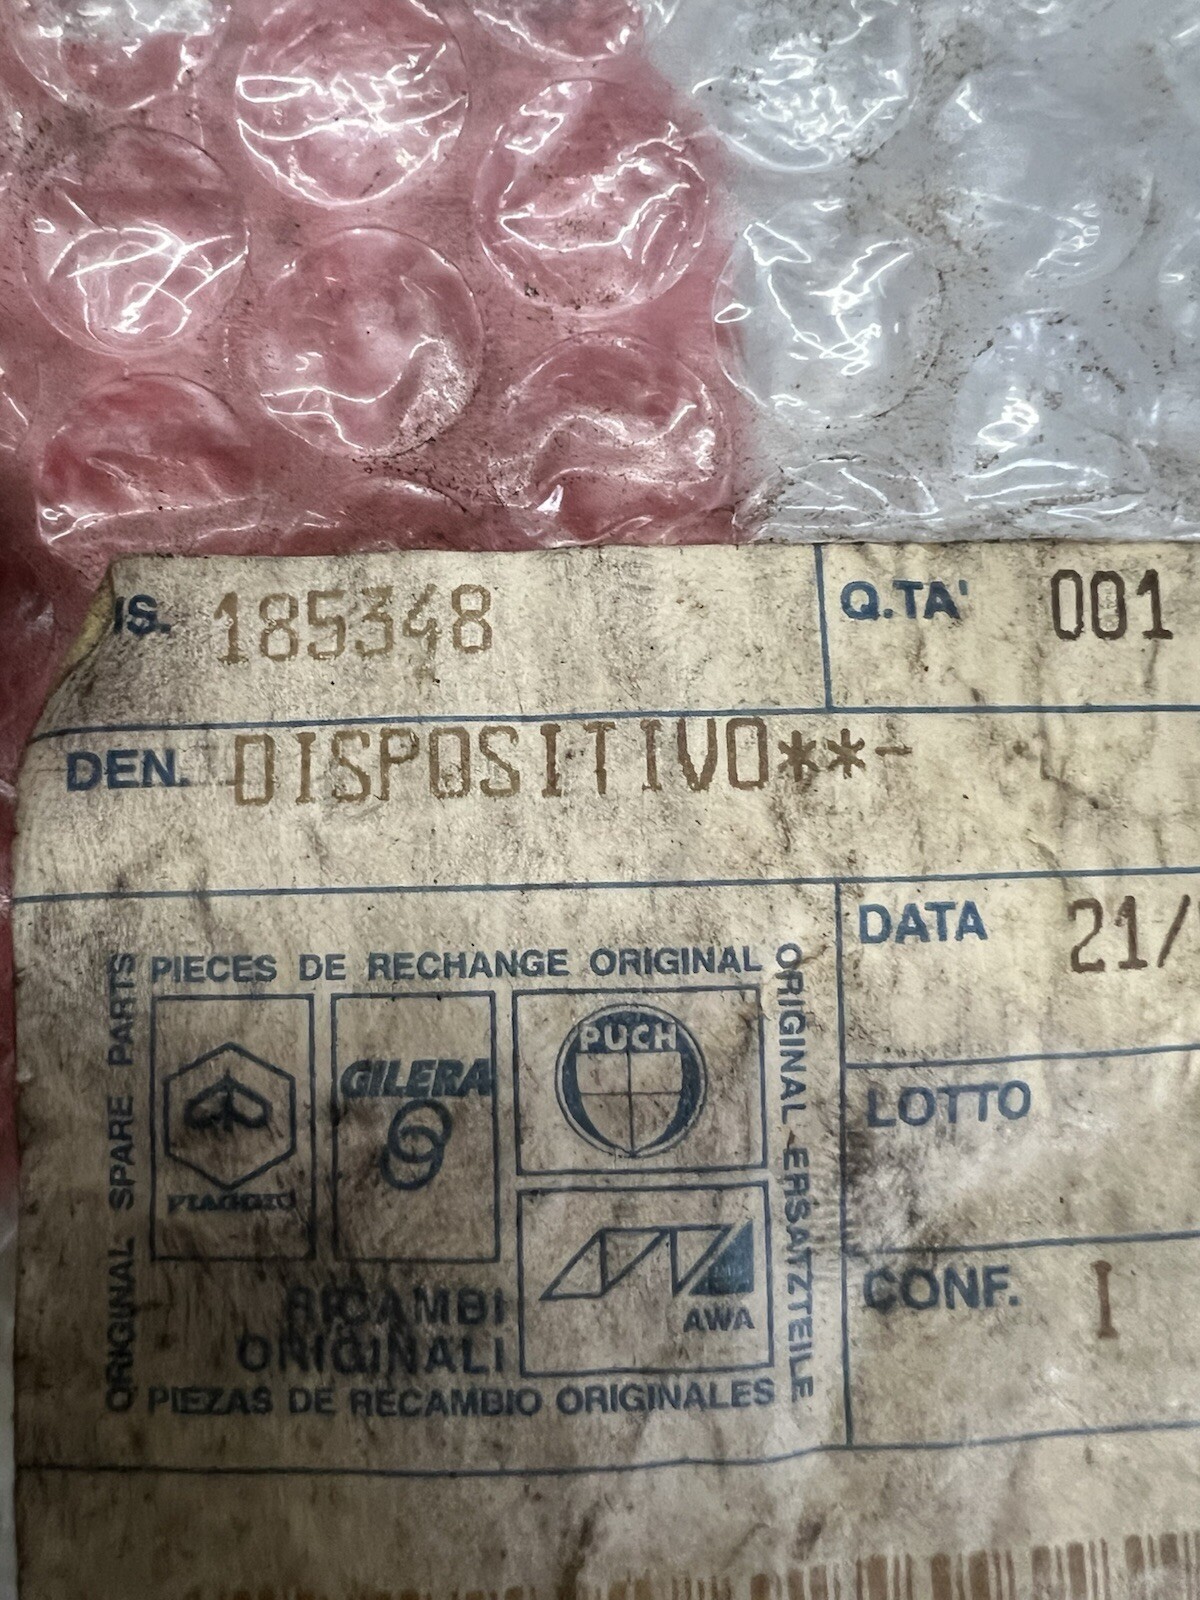 IS. 185348
Q.TA' 001
DEN. DISPOSITIVO**-
PIECES DE RECHANGE ORIGINAL
ORIGINAL SPARE PARTS
PIAGGIO
GILERA
PUCH
AWA
ORIGINAL ERSATZTEILE
RICAMBI
ORIGINALI
PIEZAS DE RECAMBIO ORIGINALES
DATA 21/
LOTTO
CONF. I